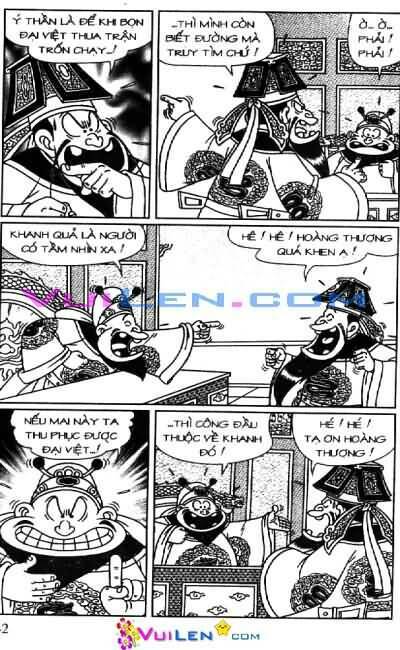 Ý THẦN LÀ ĐỂ KHI BỌN
ĐẠI VIỆT THUA TRẬN
TRỐN CHẠY...!
...THÌ MÌNH CÒN
BIẾT ĐƯỜNG MÀ
TRUY TÌM CHỨ!
Ờ... Ờ...
PHẢI!
PHẢI!
KHANH QUẢ LÀ NGƯỜI
CÓ TẦM NHÌN XA!
HÊ! HÊ! HOÀNG THƯỢNG
QUÁ KHEN Ạ!
VUILEN.COM
NẾU MAI NÀY TA
THU PHỤC ĐƯỢC
ĐẠI VIỆT...!
...THÌ CÔNG ĐẦU
THUỘC VỀ KHANH
ĐÓ!
HÉ! HÉ!
TẠ ƠN HOÀNG
THƯỢNG!
VUILEN.COM